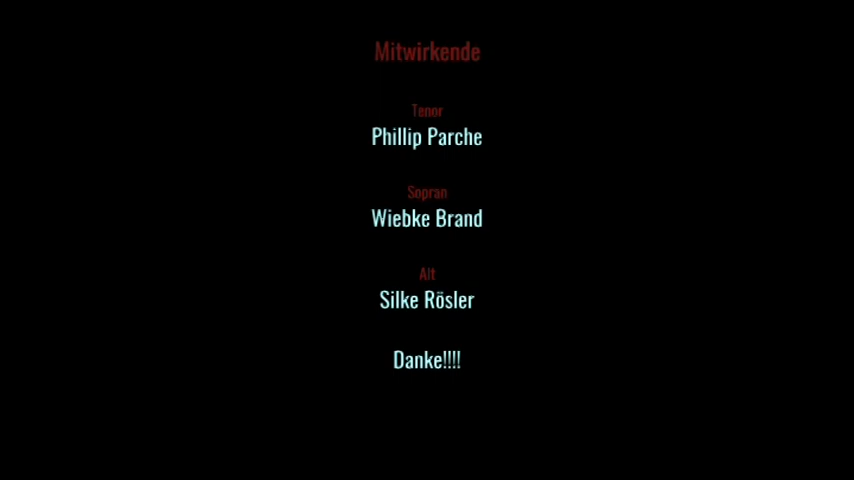 Mitwirkende
Tenor
Phillip Parche
Sopran
Wiebke Brand
Alt
Silke Rösler
Danke!!!!